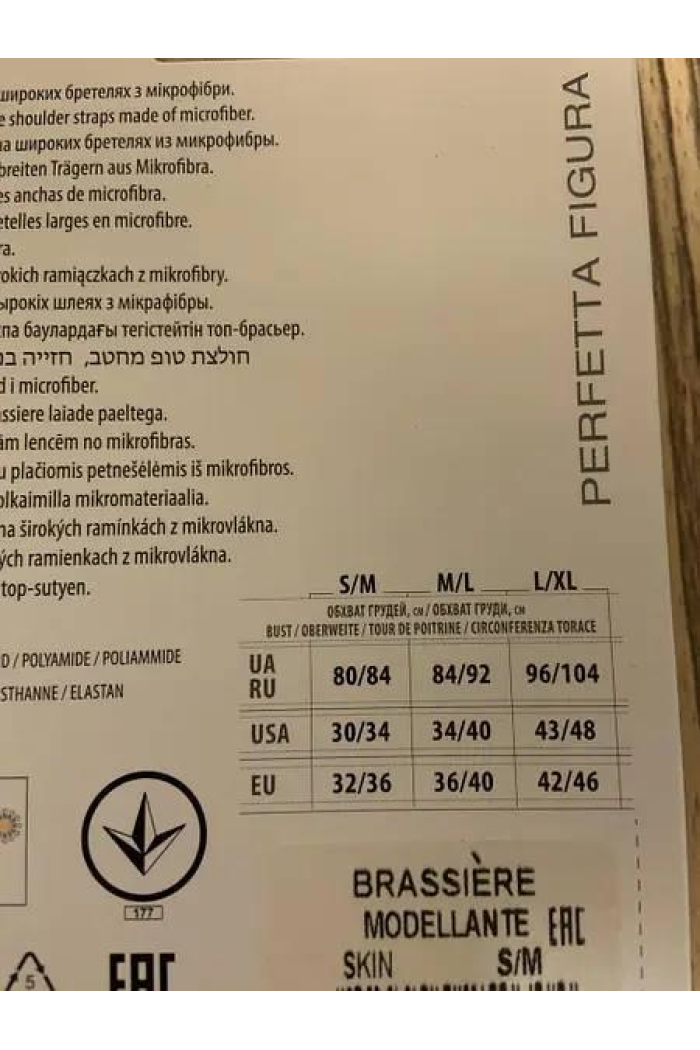 широких бретелях з мікрофібри.
e shoulder straps made of microfiber.
на широких бретелях из микрофибры.
breiten Trägern aus Mikrofibra.
es anchas de microfibra.
etelles larges en microfibre.
ra.
okich ramiączkach z mikrofibry.
ырокіх шлеях з мікрафібры.
спа баулардағы тегістейтін топ-брасьер.
חולצת טופ מחטב, חזייה
d i microfiber.
ssiere laiade paeltega.
ām lencēm no mikrofibras.
u plačiomis petnešėlėmis iš mikrofibros.
olkaimilla mikromateriaalia.
na širokých ramínkách z mikrovlákna.
ých ramienkach z mikrovlákna.
top-sutyen.
PERFETTA FIGURA
D / POLYAMIDE / POLIAMMIDE
STHANNE / ELASTAN
S/M M/L L/XL
ОБХВАТ ГРУДЕЙ, см / ОБХВАТ ГРУДИ, см
BUST / OBERWEITE / TOUR DE POITRINE / CIRCONFERENZA TORACE
UA RU 80/84 84/92 96/104
USA 30/34 34/40 43/48
EU 32/36 36/40 42/46
177
5
EAC
BRASSIÈRE
MODELLANTE EAC
SKIN S/M